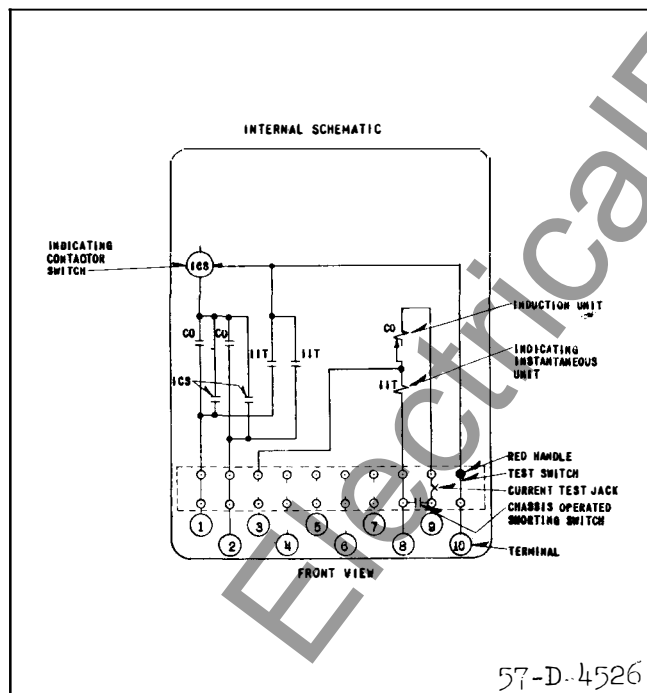 INTERNAL SCHEMATIC
INDICATING
CONTACTOR
SWITCH
ICS
CO
CO
IIT
IIT
ICS
CO
IIT
INDUCTION UNIT
INDICATING
INSTANTANEOUS
UNIT
RED HANDLE
TEST SWITCH
CURRENT TEST JACK
CHASSIS OPERATED
SHORTING SWITCH
TERMINAL
1
2
3
4
5
6
7
8
9
10
FRONT VIEW
57-D-4526